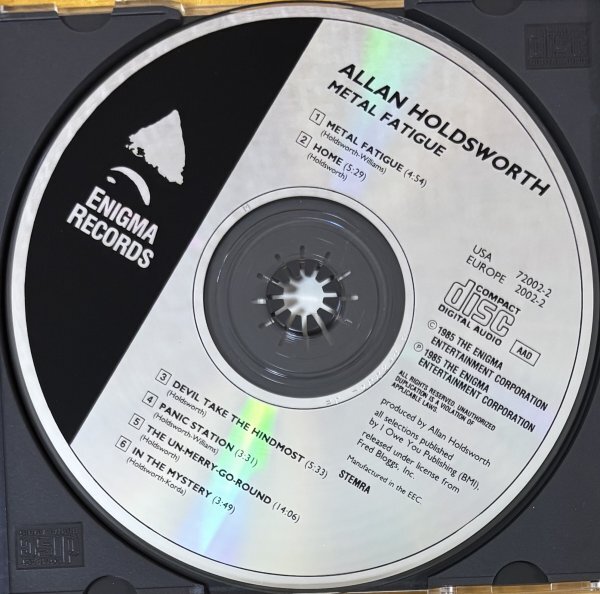 ALLAN HOLDSWORTH
METAL FATIGUE
1 METAL FATIGUE (4:54)
(Holdsworth-Williams)
2 HOME (5:29)
(Holdsworth)
ENIGMA
RECORDS
USA 72002-2
EUROPE 2002-2
COMPACT
disc
DIGITAL AUDIO
AAD
© 1985 THE ENIGMA
ENTERTAINMENT CORPORATION
℗ 1985 THE ENIGMA
ENTERTAINMENT CORPORATION
ALL RIGHTS RESERVED. UNAUTHORIZED
DUPLICATION IS A VIOLATION OF
APPLICABLE LAWS.
produced by Allan Holdsworth
all selections published
by I Owe You Publishing (BMI).
released under license from
Fred Bloggs, Inc.
Manufactured in the EEC.
STEMRA
3 DEVIL TAKE THE HINDMOST (5:33)
(Holdsworth)
4 PANIC STATION (3:31)
(Holdsworth-Williams)
5 THE UN-MERRY-GO-ROUND (14:06)
(Holdsworth)
6 IN THE MYSTERY (3:49)
(Holdsworth-Korda)
disc
disc